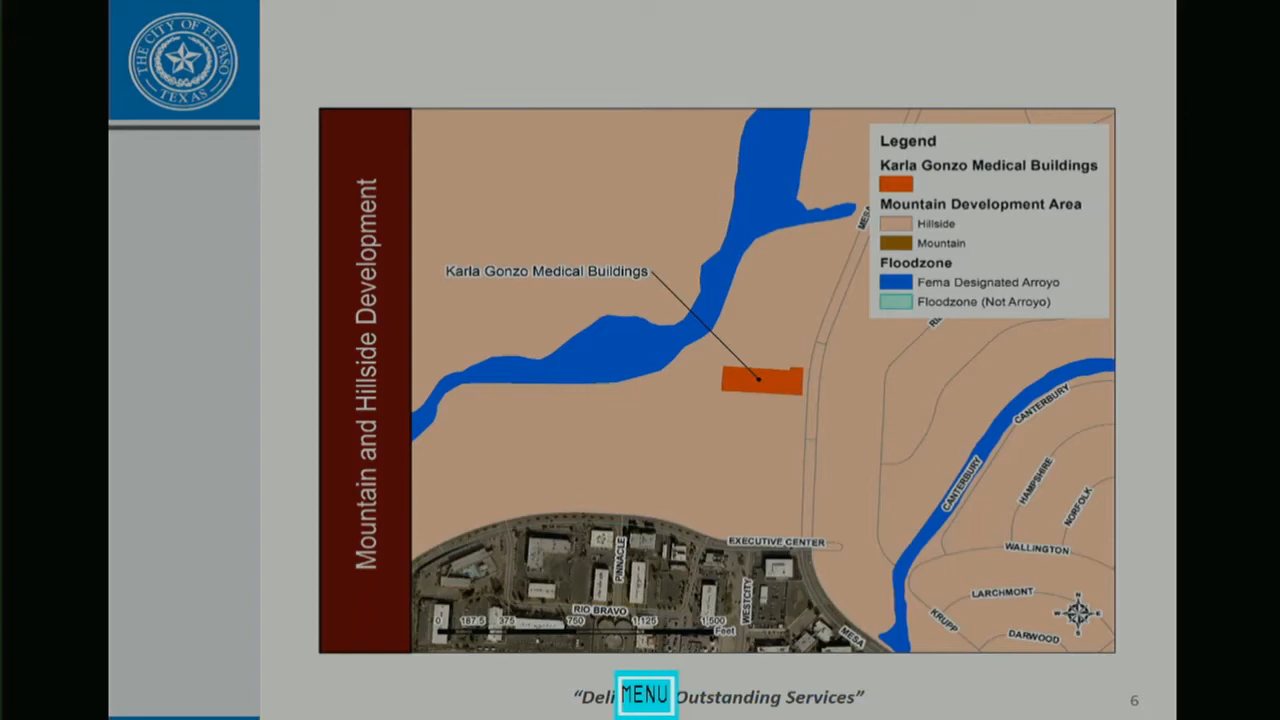 THE CITY OF EL PASO
TEXAS
Mountain and Hillside Development
Legend
Karla Gonzo Medical Buildings
Mountain Development Area
Hillside
Mountain
Floodzone
Fema Designated Arroyo
Floodzone (Not Arroyo)
MESA
Karla Gonzo Medical Buildings
CANTERBURY
CANTERBURY
HAMPSHIRE
NORFOLK
EXECUTIVE CENTER
WALLINGTON
PINNACLE
WESTCITY
RIO BRAVO
LARCHMONT
KRUPP
DARWOOD
MESA
N
W E
S
0 187.5 375 750 1,125 1,500
Feet
“Deli
MENU
Outstanding Services”
6